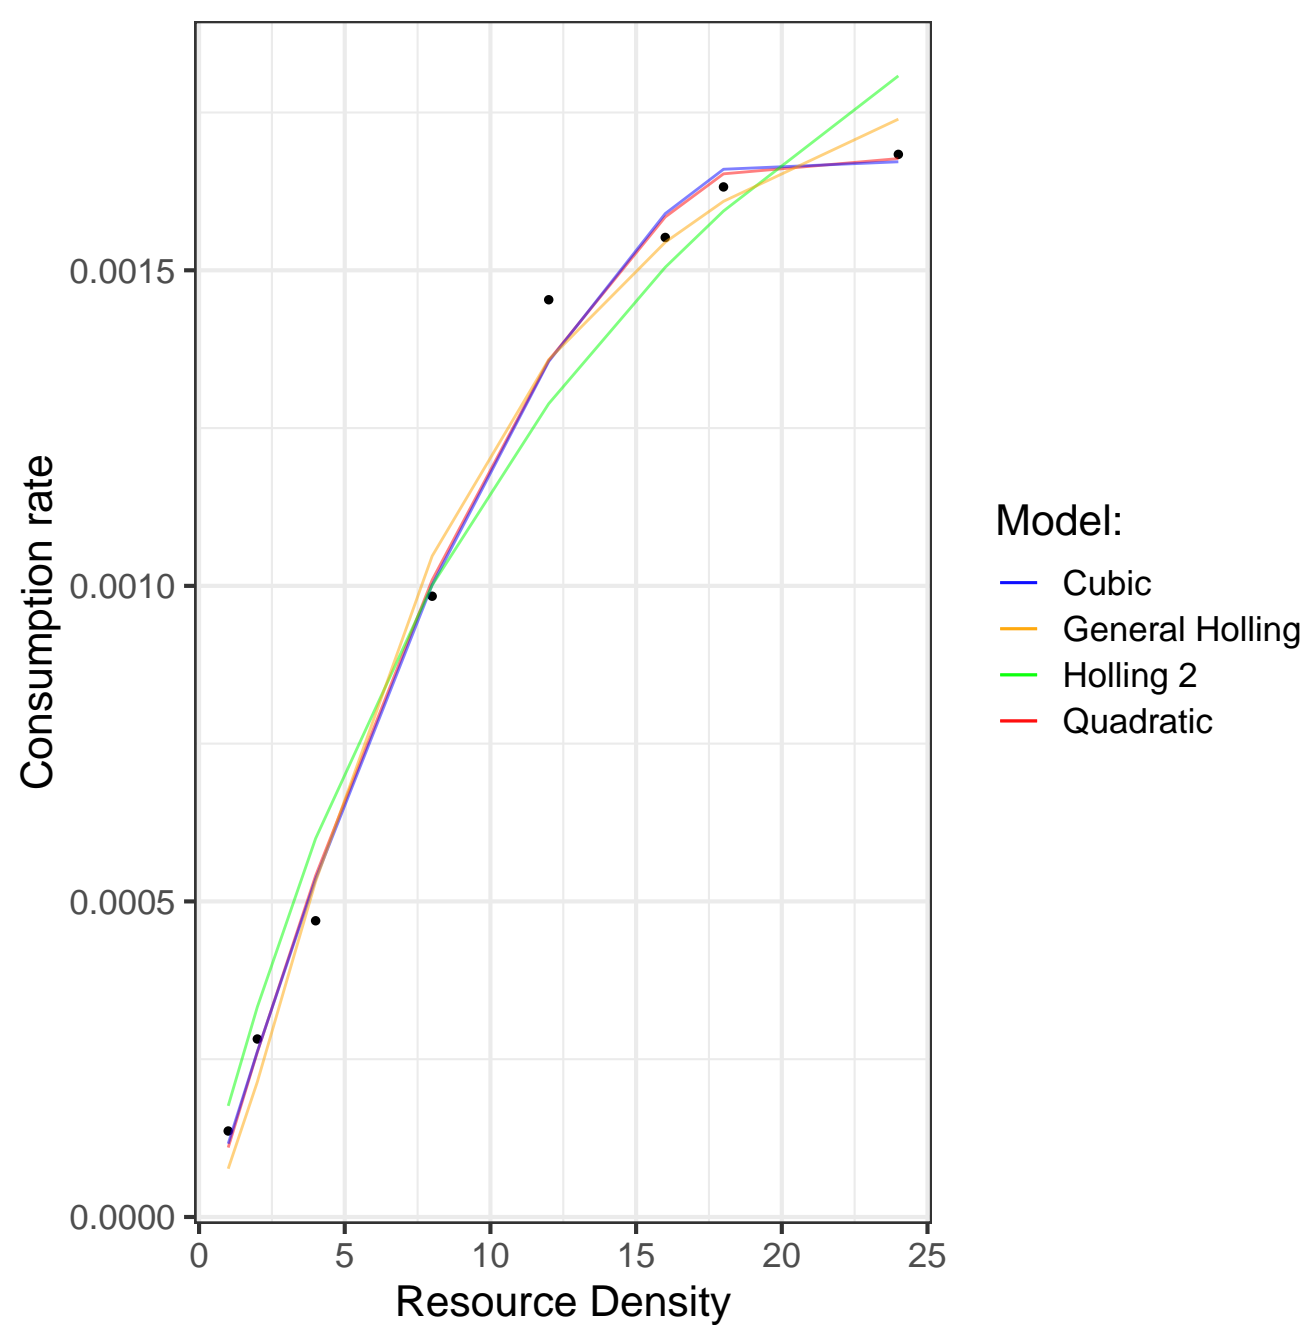 Consumption rate
0.0015
0.0010
0.0005
0.0000
0 5 10 15 20 25
Resource Density
Model:
Cubic
General Holling
Holling 2
Quadratic